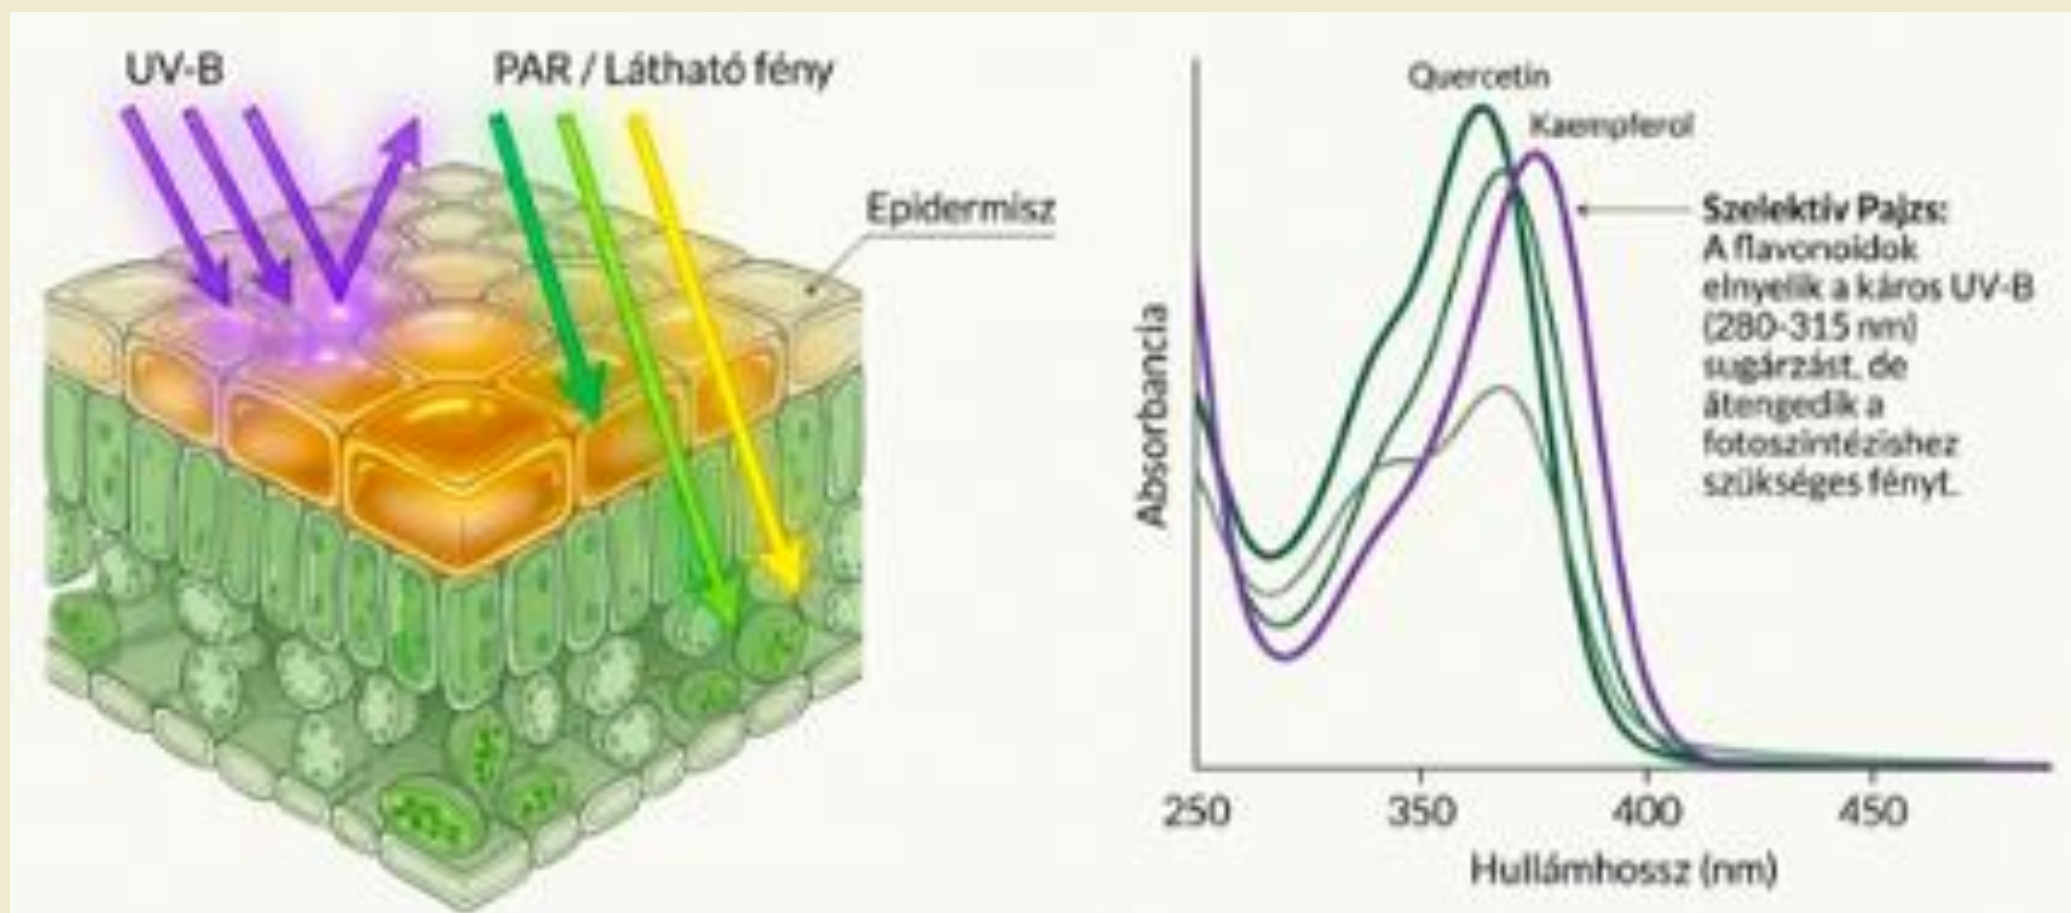 UV-B
PAR / Látható fény
Epidermisz
Quercetin
Kaempferol
Szelektív Pajzs:
A flavonoidok
elnyelik a káros UV-B
(280-315 nm)
sugárzást, de
átengedik a
fotoszintézishez
szükséges fényt.
Absorbancia
250
350
400
450
Hullámhossz (nm)